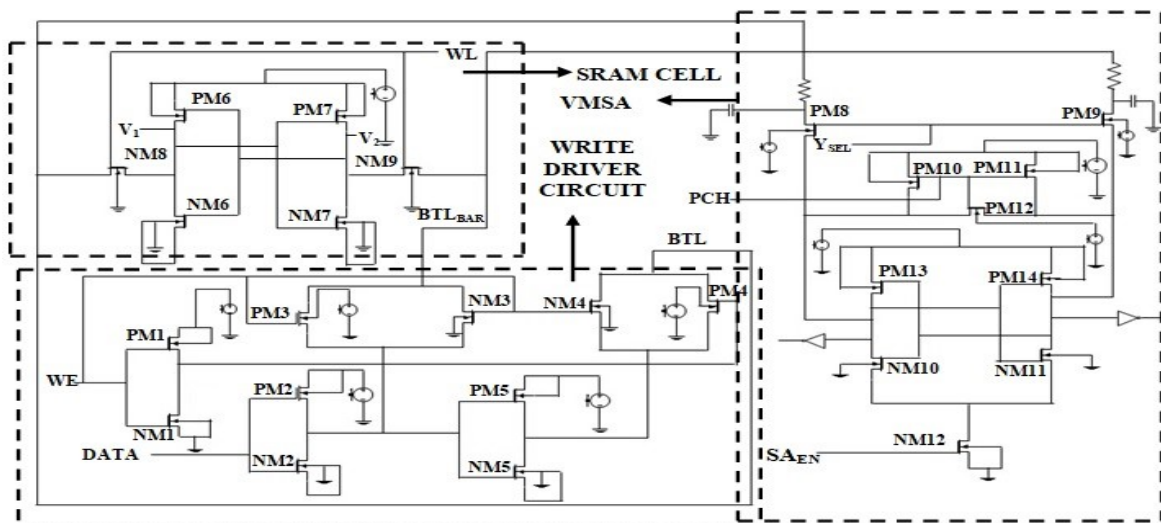 WL
SRAM CELL
VMSA
WRITE
DRIVER
CIRCUIT
PM6
PM7
V1
V2
NM8
NM9
NM6
NM7
BTLBAR
BTL
PM8
PM9
YSEL
PM10
PM11
PCH
PM12
PM13
PM14
NM10
NM11
NM12
SAEN
PM1
PM3
NM3
NM4
PM4
WE
PM2
PM5
NM1
DATA
NM2
NM5